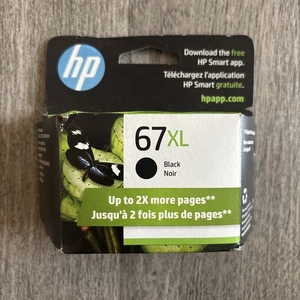 hp
Download the free
HP Smart app.
Téléchargez l'application
HP Smart gratuite.
hpapp.com
67XL
Black
Noir
Up to 2X more pages**
Jusqu'à 2 fois plus de pages**